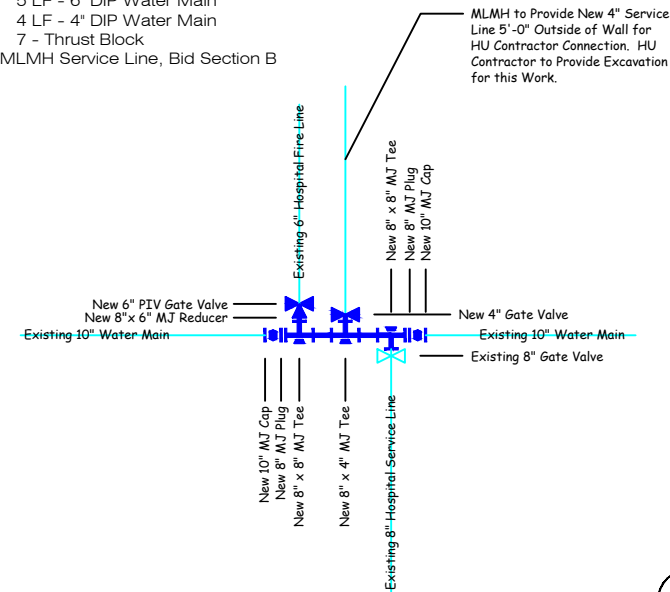 5 LF - 6" DIP Water Main
4 LF - 4" DIP Water Main
7 - Thrust Block
MLMH Service Line, Bid Section B
MLMH to Provide New 4" Service
Line 5'-0" Outside of Wall for
HU Contractor Connection. HU
Contractor to Provide Excavation
for this Work.
Existing 6" Hospital Fire Line
New 8" x 8" MJ Tee
New 8" MJ Plug
New 10" MJ Cap
New 6" PIV Gate Valve
New 8"x 6" MJ Reducer
New 4" Gate Valve
Existing 10" Water Main
Existing 10" Water Main
Existing 8" Gate Valve
New 10" MJ Cap
New 8" MJ Plug
New 8" x 8" MJ Tee
New 8" x 4" MJ Tee
Existing 8" Hospital Service Line